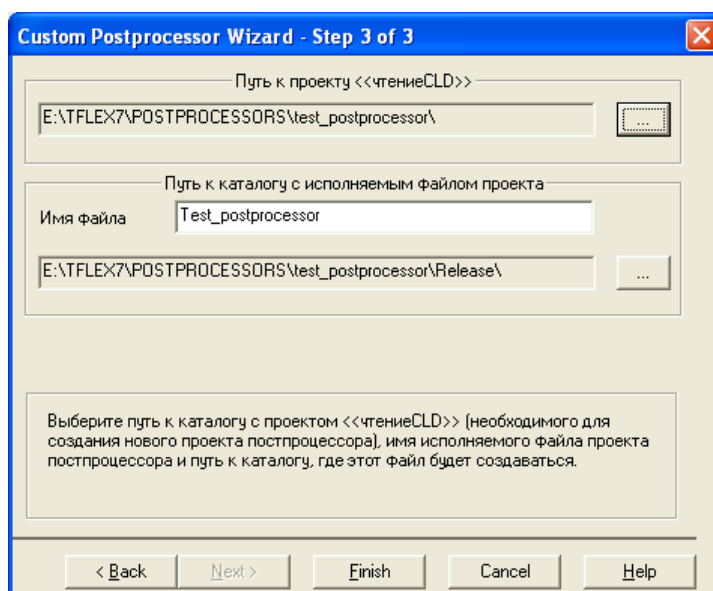 Custom Postprocessor Wizard - Step 3 of 3
Путь к проекту <<чтениеCLD>>
E:\TFLEX7\POSTPROCESSORS\test_postprocessor\
...
Путь к каталогу с исполняемым файлом проекта
Имя файла Test_postprocessor
E:\TFLEX7\POSTPROCESSORS\test_postprocessor\Release\
...
Выберите путь к каталогу с проектом <<чтениеCLD>> (необходимого для
создания нового проекта постпроцессора), имя исполняемого файла проекта
постпроцессора и путь к каталогу, где этот файл будет создаваться.
< Back Next > Finish Cancel Help